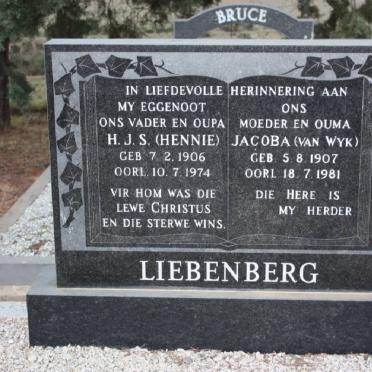 BRUCE
IN LIEFDEVOLLE HERINNERING AAN
MY EGGENOOT
ONS VADER EN OUPA
H.J.S. (HENNIE)
GEB 7.2.1906
OORL. 10.7.1974
VIR HOM WAS DIE
LEWE CHRISTUS
EN DIE STERWE WINS.
ONS
MOEDER EN OUMA
JACOBA (VAN WYK)
GEB 5.8.1907
OORL 18.7.1981
DIE HERE IS
MY HERDER
LIEBENBERG